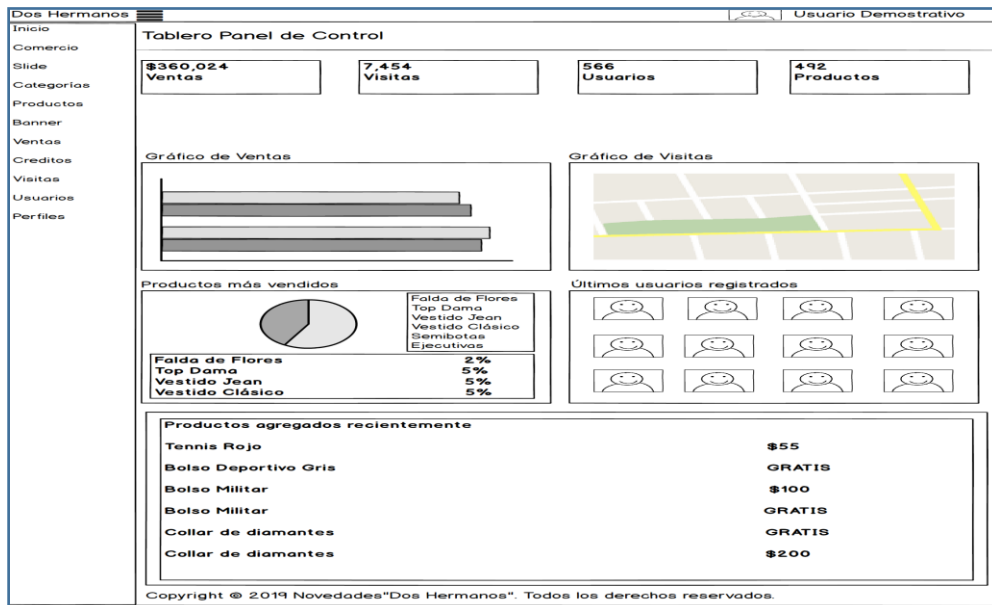 Dos Hermanos
Usuario Demostrativo
Inicio
Comercio
Slide
Categorías
Productos
Banner
Ventas
Creditos
Visitas
Usuarios
Perfiles
Tablero Panel de Control
$360,024
Ventas
7,454
Visitas
566
Usuarios
492
Productos
Gráfico de Ventas
Gráfico de Visitas
Productos más vendidos
Falda de Flores
Top Dama
Vestido Jean
Vestido Clásico
Semibotas
Ejecutivas
Falda de Flores 2%
Top Dama 5%
Vestido Jean 5%
Vestido Clásico 5%
Últimos usuarios registrados
Productos agregados recientemente
Tennis Rojo $55
Bolso Deportivo Gris GRATIS
Bolso Militar $100
Bolso Militar GRATIS
Collar de diamantes GRATIS
Collar de diamantes $200
Copyright © 2019 Novedades"Dos Hermanos". Todos los derechos reservados.